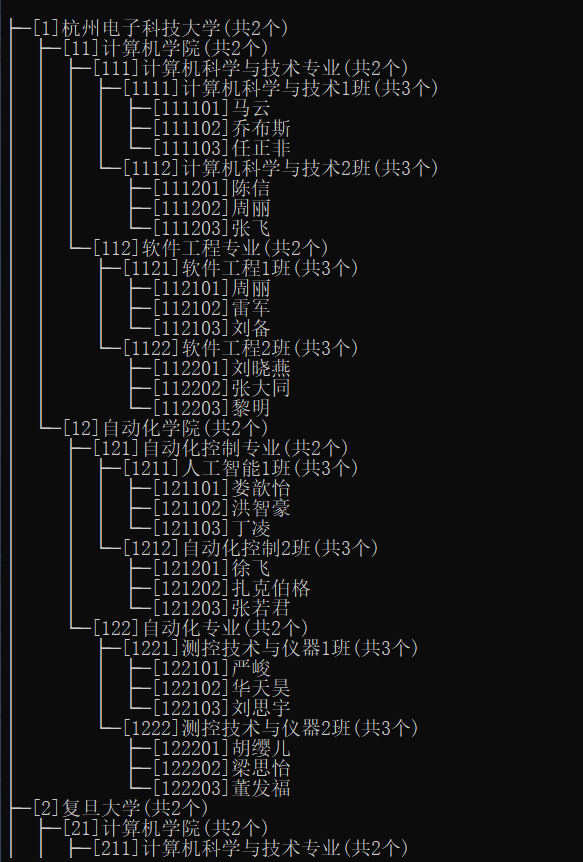 [1]杭州电子科技大学(共2个)
[11]计算机学院(共2个)
[111]计算机科学与技术专业(共2个)
[1111]计算机科学与技术1班(共3个)
[111101]马云
[111102]乔布斯
[111103]任正非
[1112]计算机科学与技术2班(共3个)
[111201]陈信
[111202]周丽
[111203]张飞
[112]软件工程专业(共2个)
[1121]软件工程1班(共3个)
[112101]周丽
[112102]雷军
[112103]刘备
[1122]软件工程2班(共3个)
[112201]刘晓燕
[112202]张大同
[112203]黎明
[12]自动化学院(共2个)
[121]自动化控制专业(共2个)
[1211]人工智能1班(共3个)
[121101]娄歆怡
[121102]洪智豪
[121103]丁凌
[1212]自动化控制2班(共3个)
[121201]徐飞
[121202]扎克伯格
[121203]张若君
[122]自动化专业(共2个)
[1221]测控技术与仪器1班(共3个)
[122101]严峻
[122102]华天昊
[122103]刘思宇
[1222]测控技术与仪器2班(共3个)
[122201]胡缨儿
[122202]梁思怡
[122203]董发福
[2]复旦大学(共2个)
[21]计算机学院(共2个)
[211]计算机科学与技术专业(共2个)